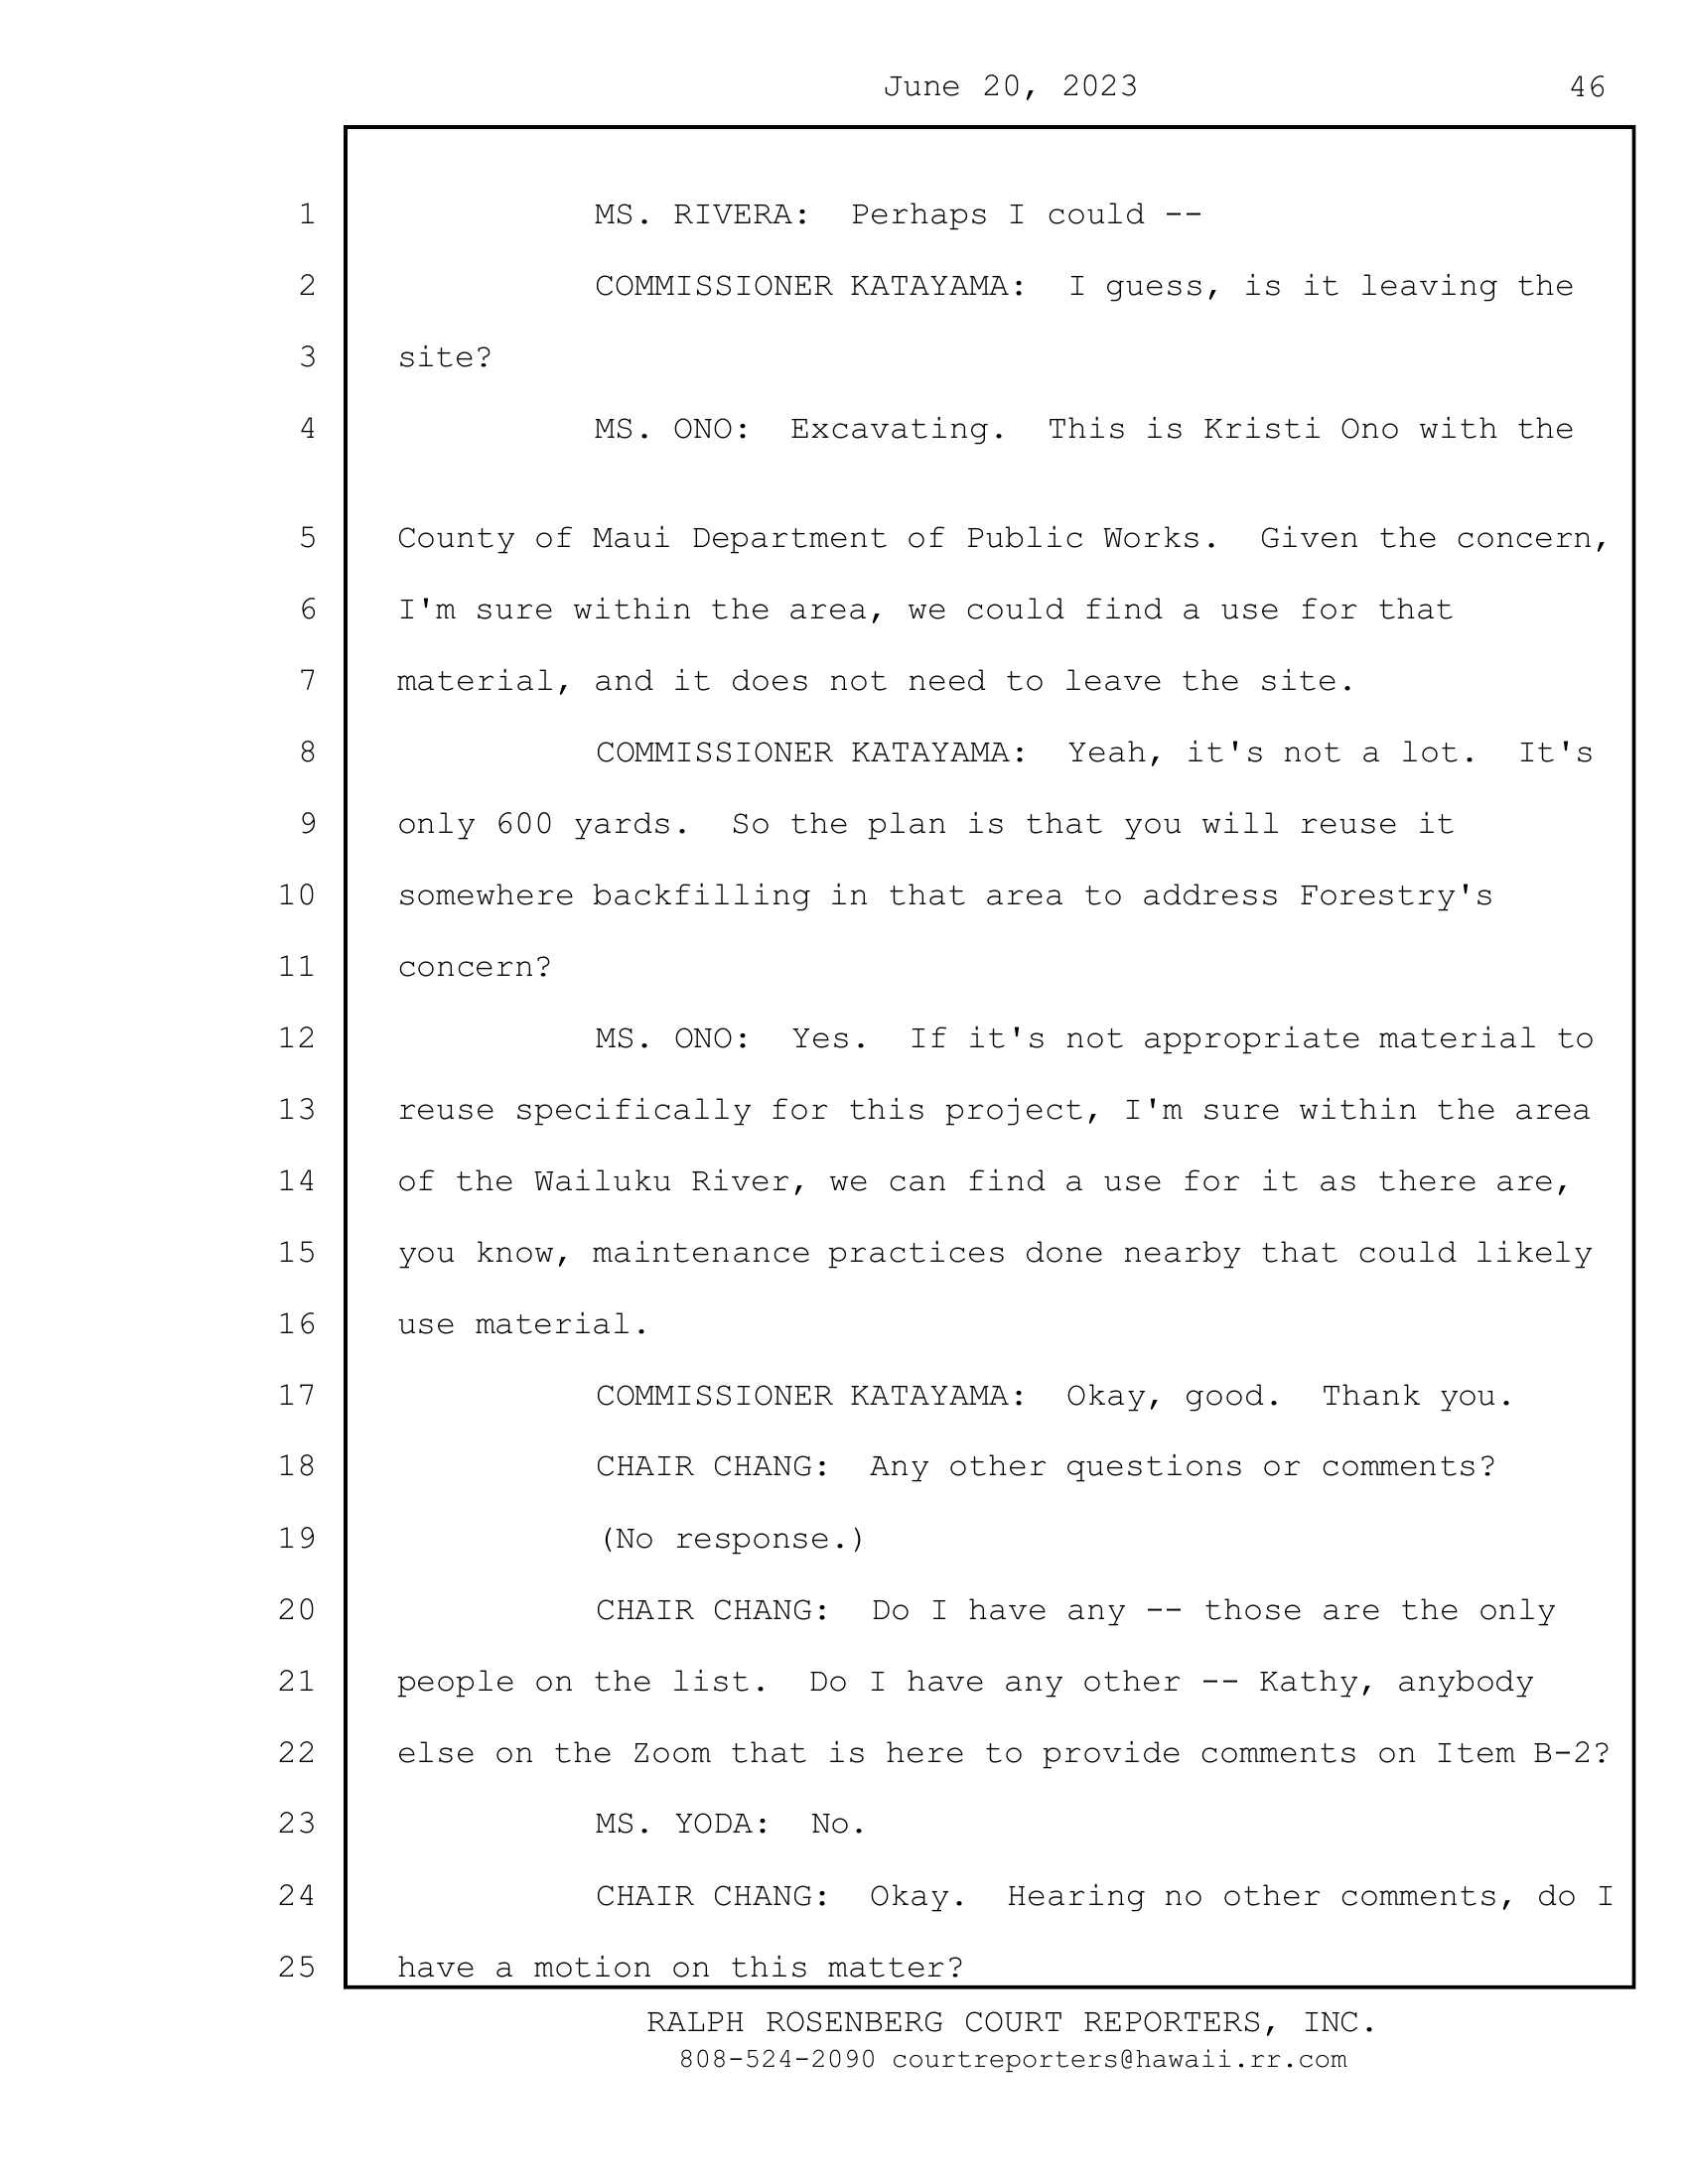 June 20, 2023 46
1 MS. RIVERA:  Perhaps I could --
2 COMMISSIONER KATAYAMA:  I guess, is it leaving the
3 site?
4 MS. ONO:  Excavating.  This is Kristi Ono with the
5 County of Maui Department of Public Works.  Given the concern,
6 I'm sure within the area, we could find a use for that
7 material, and it does not need to leave the site.
8 COMMISSIONER KATAYAMA:  Yeah, it's not a lot.  It's
9 only 600 yards.  So the plan is that you will reuse it
10 somewhere backfilling in that area to address Forestry's
11 concern?
12 MS. ONO:  Yes.  If it's not appropriate material to
13 reuse specifically for this project, I'm sure within the area
14 of the Wailuku River, we can find a use for it as there are,
15 you know, maintenance practices done nearby that could likely
16 use material.
17 COMMISSIONER KATAYAMA:  Okay, good.  Thank you.
18 CHAIR CHANG:  Any other questions or comments?
19 (No response.)
20 CHAIR CHANG:  Do I have any -- those are the only
21 people on the list.  Do I have any other -- Kathy, anybody
22 else on the Zoom that is here to provide comments on Item B-2?
23 MS. YODA:  No.
24 CHAIR CHANG:  Okay.  Hearing no other comments, do I
25 have a motion on this matter?
RALPH ROSENBERG COURT REPORTERS, INC.
808-524-2090 courtreporters@hawaii.rr.com